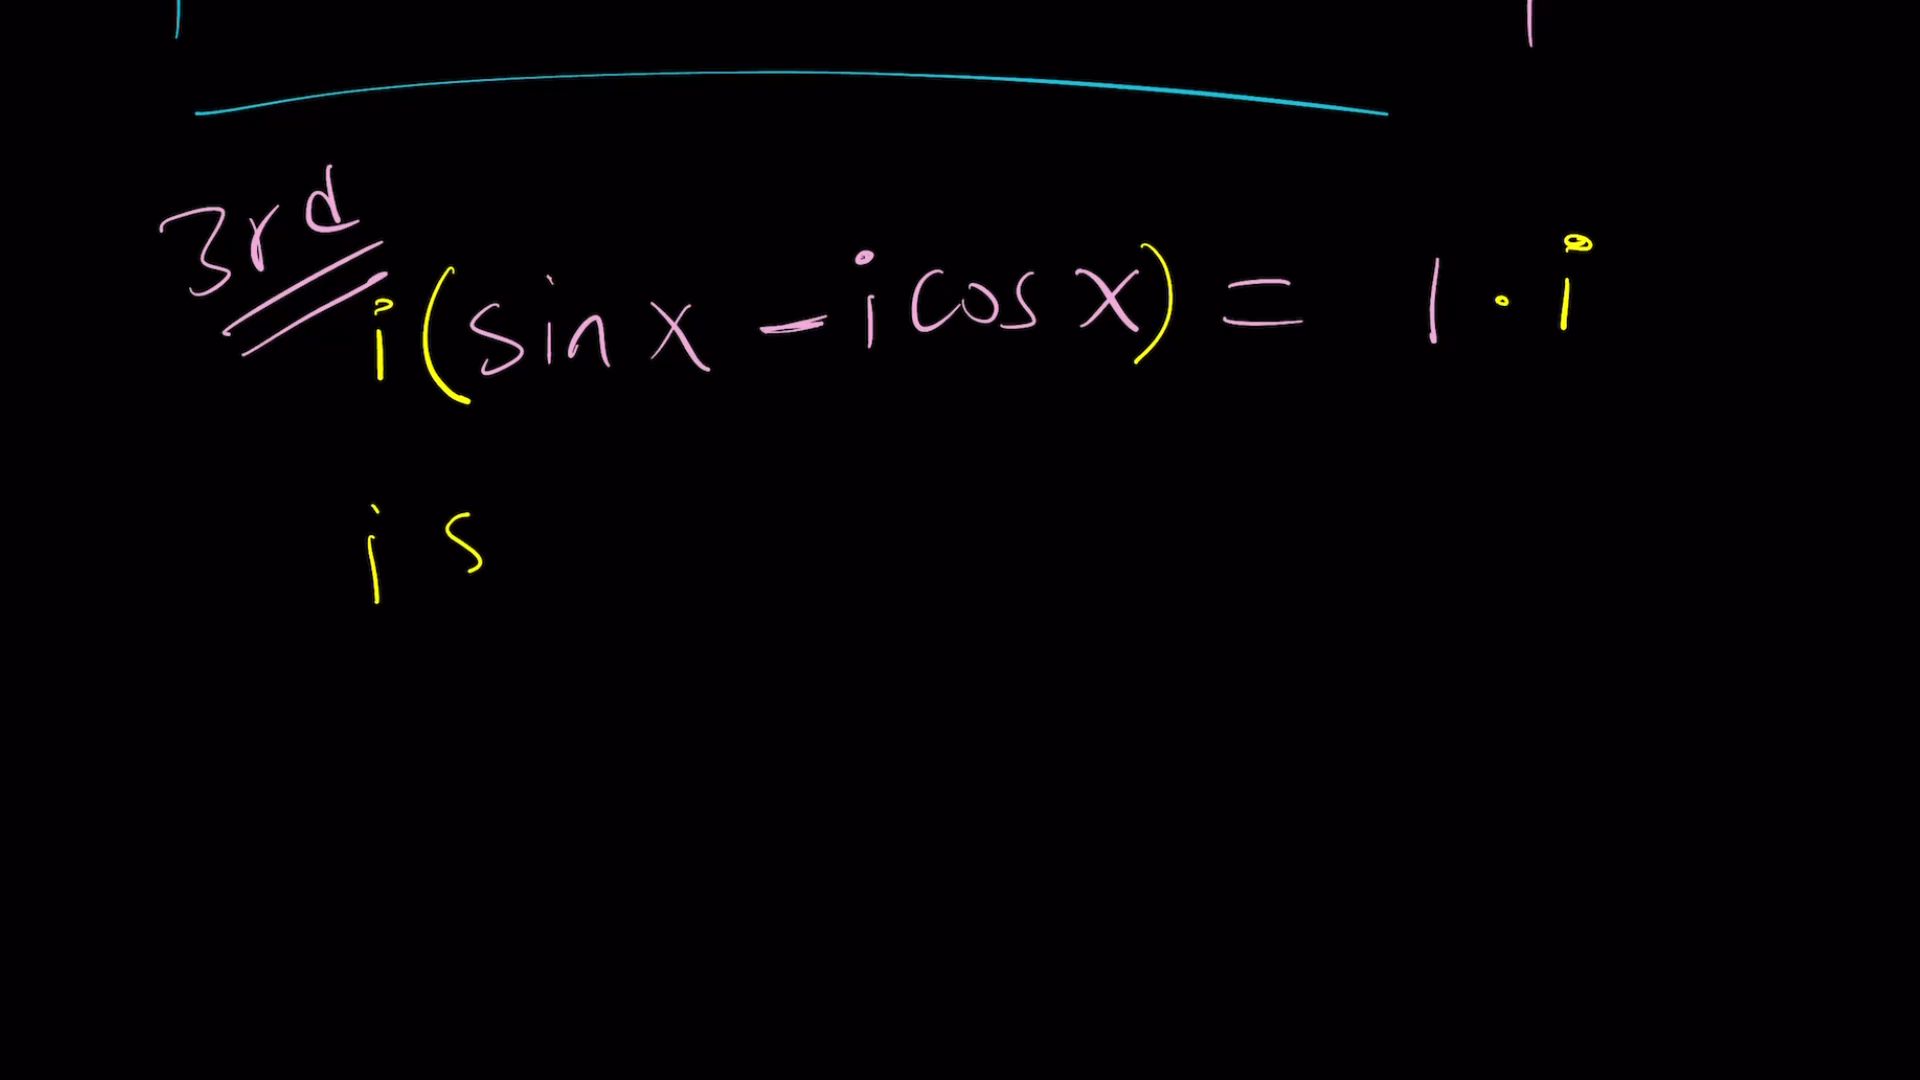 3rd
i(sin x - i cos x) = 1 · i
i s